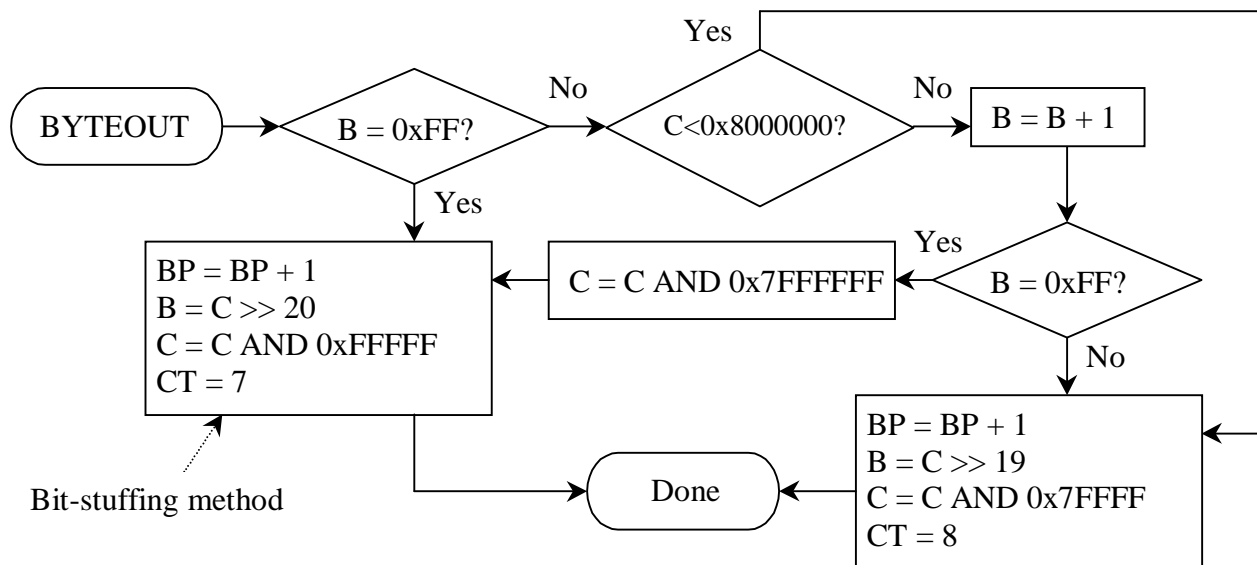 Yes
BYTEOUT
B = 0xFF?
No
C<0x8000000?
No
B = B + 1
Yes
BP = BP + 1
B = C >> 20
C = C AND 0xFFFFF
CT = 7
C = C AND 0x7FFFFFF
Yes
B = 0xFF?
No
BP = BP + 1
B = C >> 19
C = C AND 0x7FFFF
CT = 8
Done
Bit-stuffing method